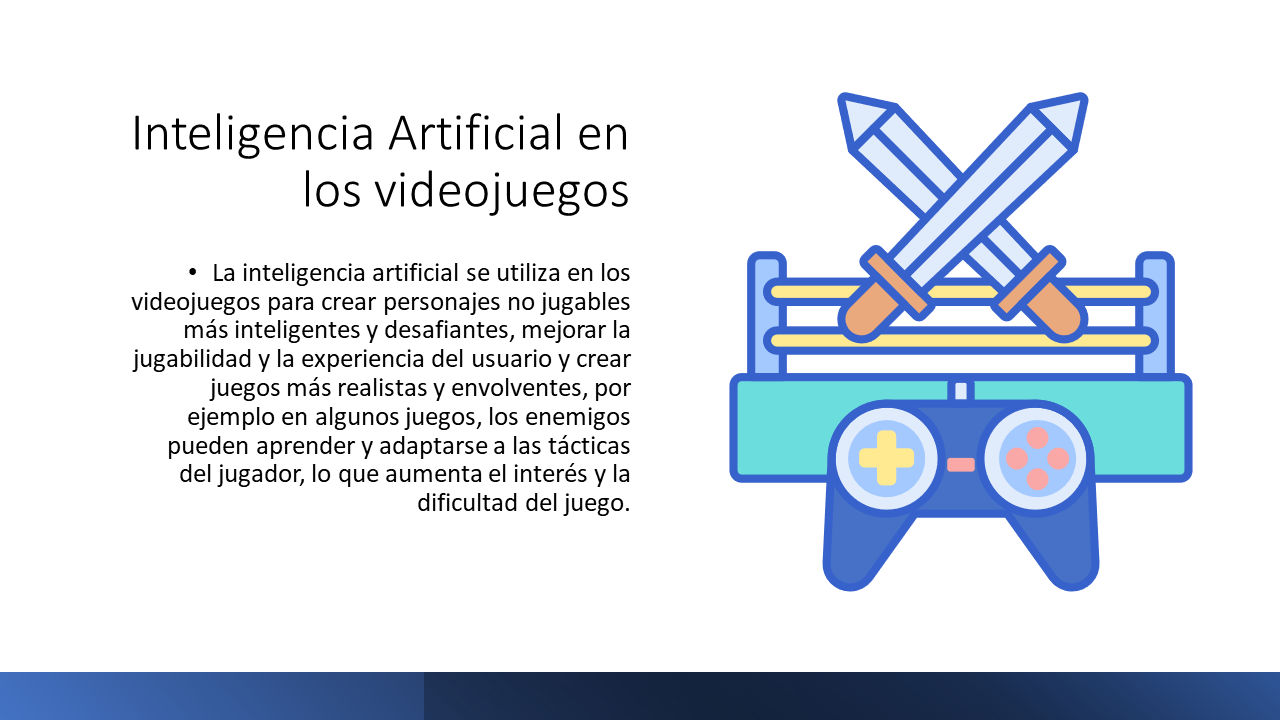 Inteligencia Artificial en
los videojuegos
• La inteligencia artificial se utiliza en los
videojuegos para crear personajes no jugables
más inteligentes y desafiantes, mejorar la
jugabilidad y la experiencia del usuario y crear
juegos más realistas y envolventes, por
ejemplo en algunos juegos, los enemigos
pueden aprender y adaptarse a las tácticas
del jugador, lo que aumenta el interés y la
dificultad del juego.